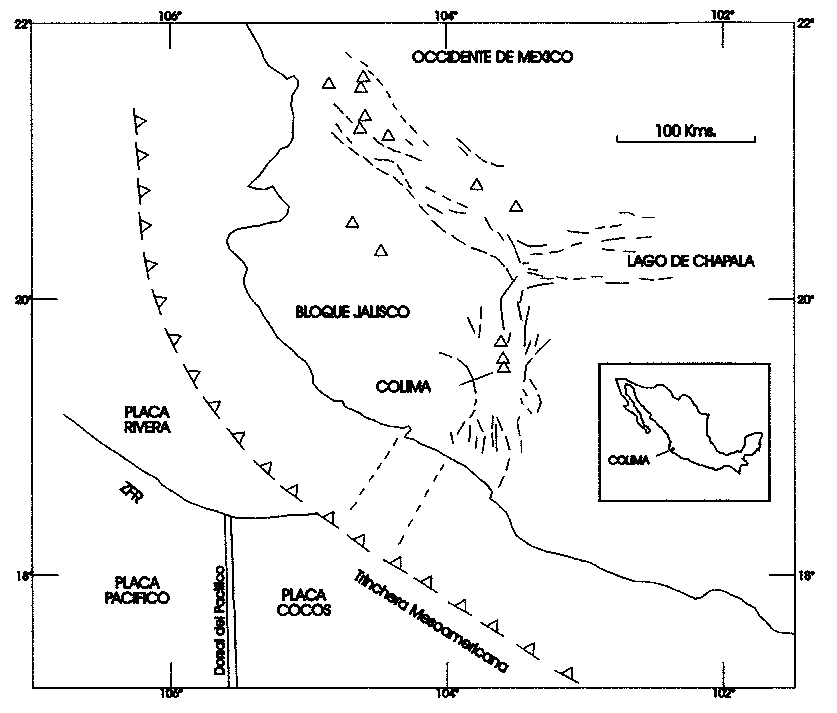 106°
104°
102°
22°
22°
OCCIDENTE DE MEXICO
100 Kms.
LAGO DE CHAPALA
20°
20°
BLOQUE JALISCO
COLIMA
PLACA
RIVERA
COLIMA
ZFR
18°
18°
PLACA
PACIFICO
Dorsal del Pacífico
PLACA
COCOS
Trinchera Mesoamericana
106°
104°
102°